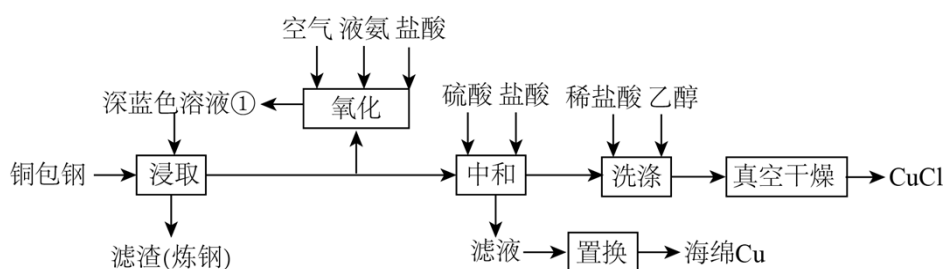 空气 液氨 盐酸
深蓝色溶液① 氧化 硫酸 盐酸 稀盐酸 乙醇
铜包钢 浸取 中和 洗涤 真空干燥 CuCl
滤渣(炼钢) 滤液 置换 海绵Cu